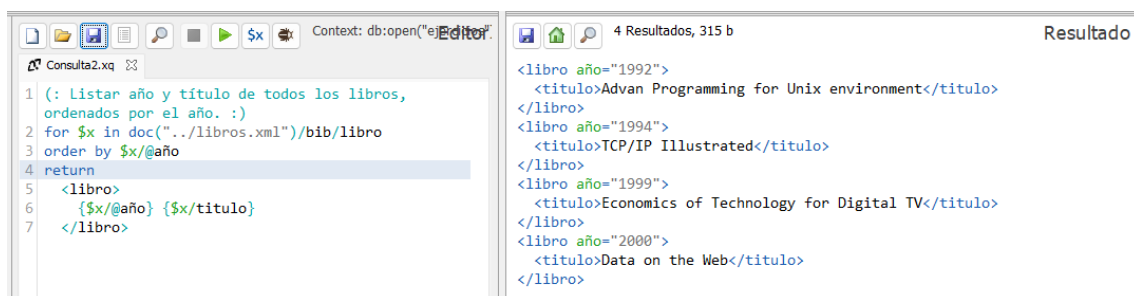 Context: db:open("ejercicios"). Editor
Consulta2.xq
1 (: Listar año y título de todos los libros,
ordenados por el año. :)
2 for $x in doc("../libros.xml")/bib/libro
3 order by $x/@año
4 return
5 <libro>
6 {$x/@año} {$x/titulo}
7 </libro>
4 Resultados, 315 b Resultado
<libro año="1992">
<titulo>Advan Programming for Unix environment</titulo>
</libro>
<libro año="1994">
<titulo>TCP/IP Illustrated</titulo>
</libro>
<libro año="1999">
<titulo>Economics of Technology for Digital TV</titulo>
</libro>
<libro año="2000">
<titulo>Data on the Web</titulo>
</libro>